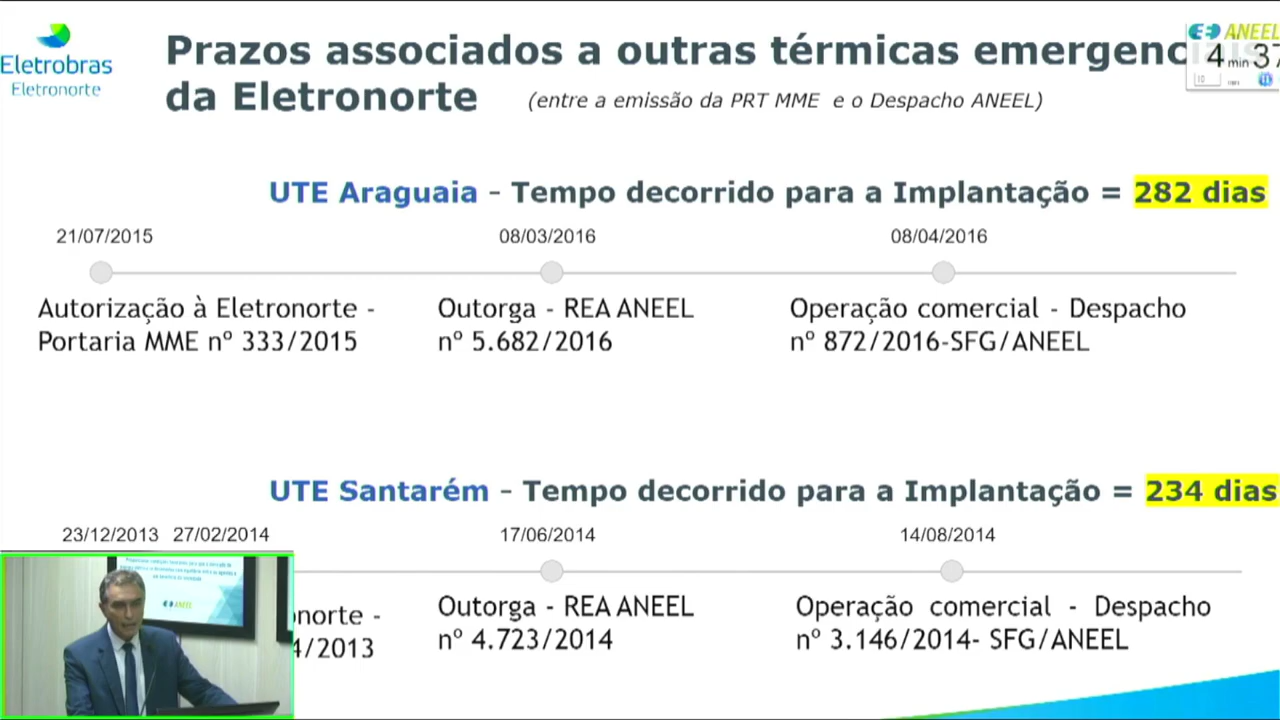 Eletrobras
Eletronorte
Prazos associados a outras térmicas emergenciais
da Eletronorte
(entre a emissão da PRT MME e o Despacho ANEEL)
ANEEL
4 min 37
UTE Araguaia – Tempo decorrido para a Implantação = 282 dias
21/07/2015
08/03/2016
08/04/2016
Autorização à Eletronorte -
Portaria MME nº 333/2015
Outorga - REA ANEEL
nº 5.682/2016
Operação comercial - Despacho
nº 872/2016-SFG/ANEEL
UTE Santarém – Tempo decorrido para a Implantação = 234 dias
23/12/2013
27/02/2014
17/06/2014
14/08/2014
onorte -
4/2013
Outorga - REA ANEEL
nº 4.723/2014
Operação comercial - Despacho
nº 3.146/2014- SFG/ANEEL
ANEEL